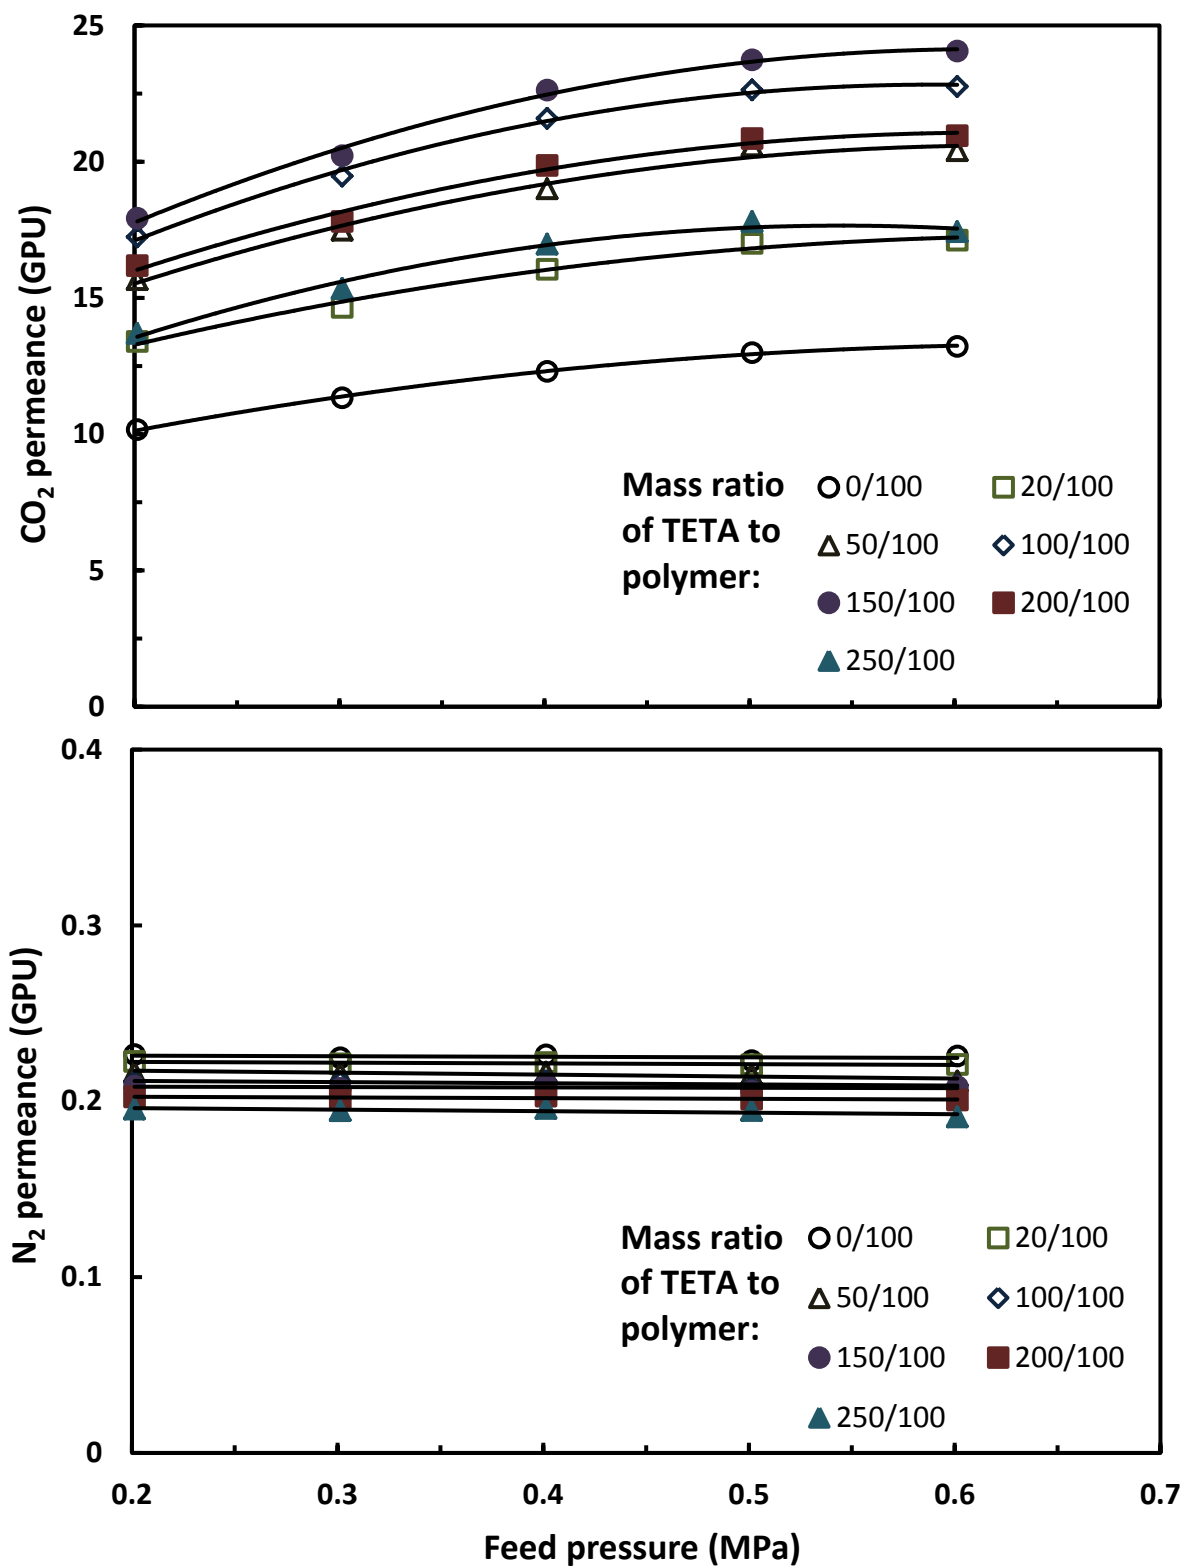 25
20
15
10
5
0
CO2 permeance (GPU)
Mass ratio
of TETA to
polymer:
0/100
20/100
50/100
100/100
150/100
200/100
250/100
0.4
0.3
0.2
0.1
0
N2 permeance (GPU)
Mass ratio
of TETA to
polymer:
0/100
20/100
50/100
100/100
150/100
200/100
250/100
0.2 0.3 0.4 0.5 0.6 0.7
Feed pressure (MPa)